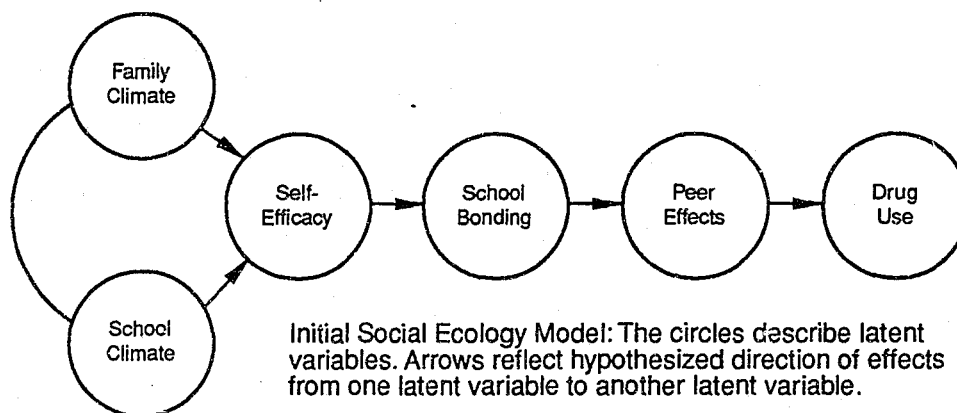 Family
Climate
Self-
Efficacy
School
Bonding
Peer
Effects
Drug
Use
School
Climate
Initial Social Ecology Model: The circles describe latent
variables. Arrows reflect hypothesized direction of effects
from one latent variable to another latent variable.